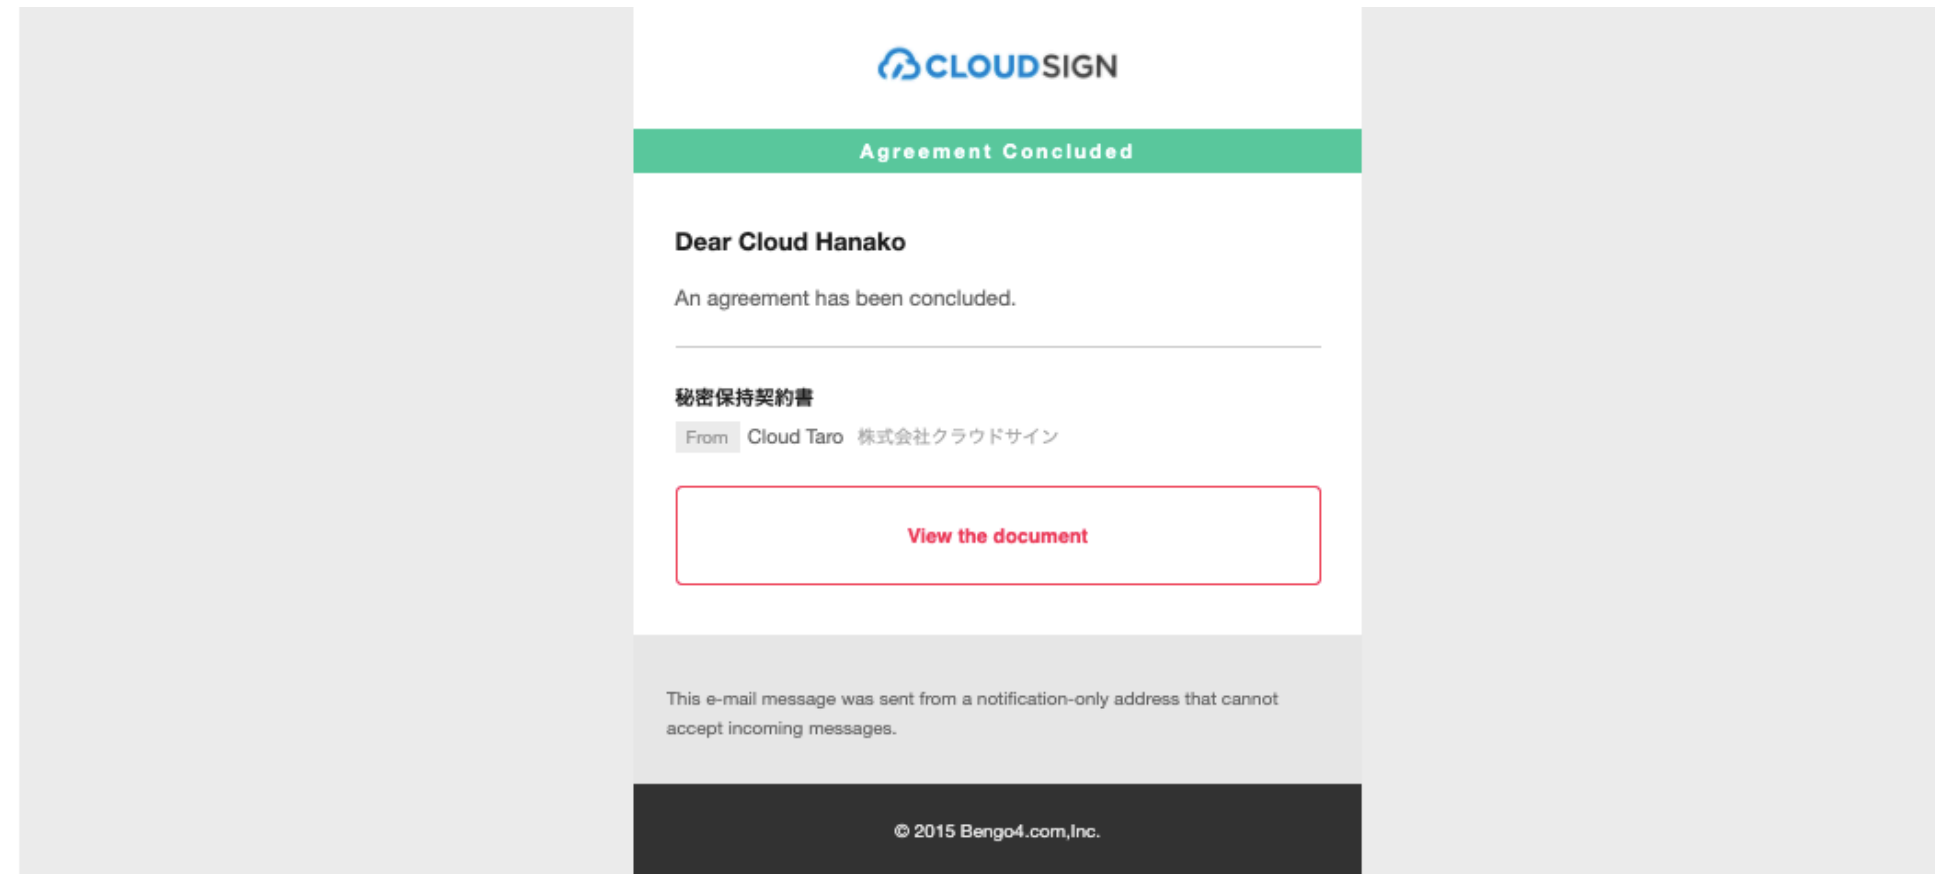 CLOUDSIGN
Agreement Concluded
Dear Cloud Hanako
An agreement has been concluded.
秘密保持契約書
From Cloud Taro 株式会社クラウドサイン
View the document
This e-mail message was sent from a notification-only address that cannot
accept incoming messages.
© 2015 Bengo4.com,Inc.